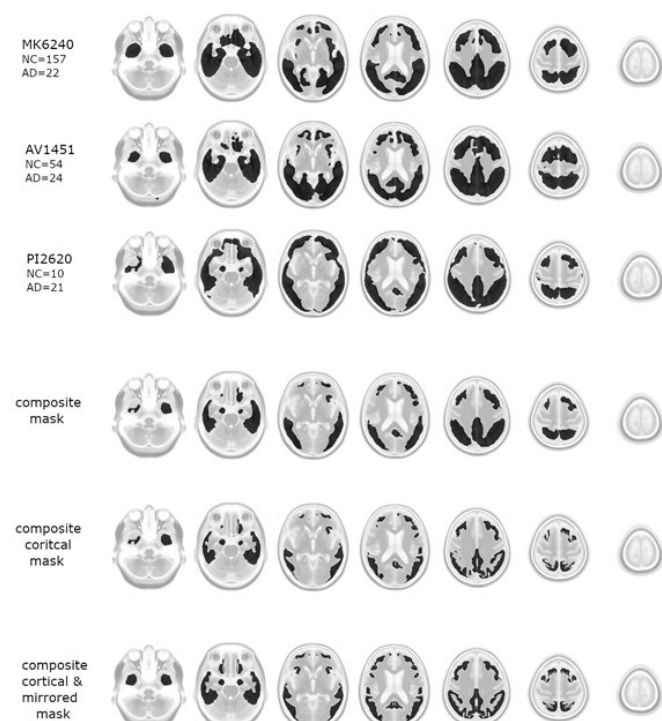 MK6240
NC=157
AD=22
AV1451
NC=54
AD=24
PI2620
NC=10
AD=21
composite
mask
composite
coritcal
mask
composite
cortical &
mirrored
mask